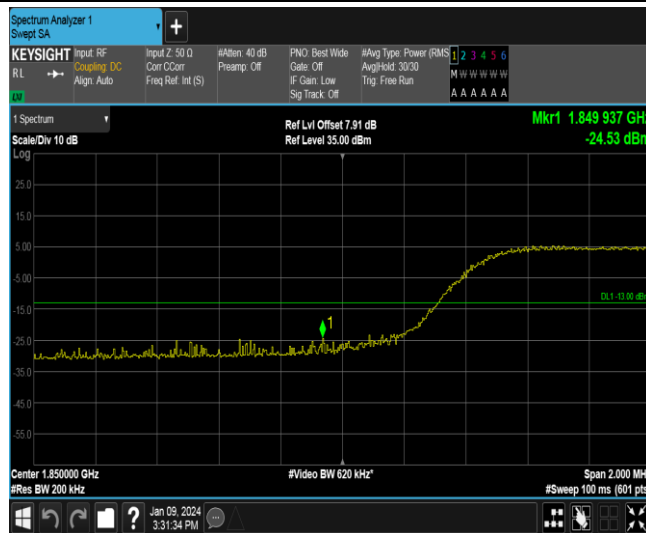 Spectrum Analyzer 1
Swept SA
+
KEYSIGHT
RL
Input: RF
Coupling: DC
Align: Auto
Input Z: 50 Ω
Corr CCorr
Freq Ref: Int (S)
#Atten: 40 dB
Preamp: Off
PNO: Best Wide
Gate: Off
IF Gain: Low
Sig Track: Off
#Avg Type: Power (RMS
Avg|Hold: 30/30
Trig: Free Run
1 2 3 4 5 6
M W W W W W
A A A A A A
LXI
1 Spectrum
Scale/Div 10 dB
Log
Ref Lvl Offset 7.91 dB
Ref Level 35.00 dBm
Mkr1 1.849 937 GHz
-24.53 dBm
25.0
15.0
5.00
-5.00
-15.0
-25.0
-35.0
-45.0
-55.0
DL1 -13.00 dBm
1
Center 1.850000 GHz
#Res BW 200 kHz
#Video BW 620 kHz*
Span 2.000 MH
#Sweep 100 ms (601 pts
?
Jan 09, 2024
3:31:34 PM